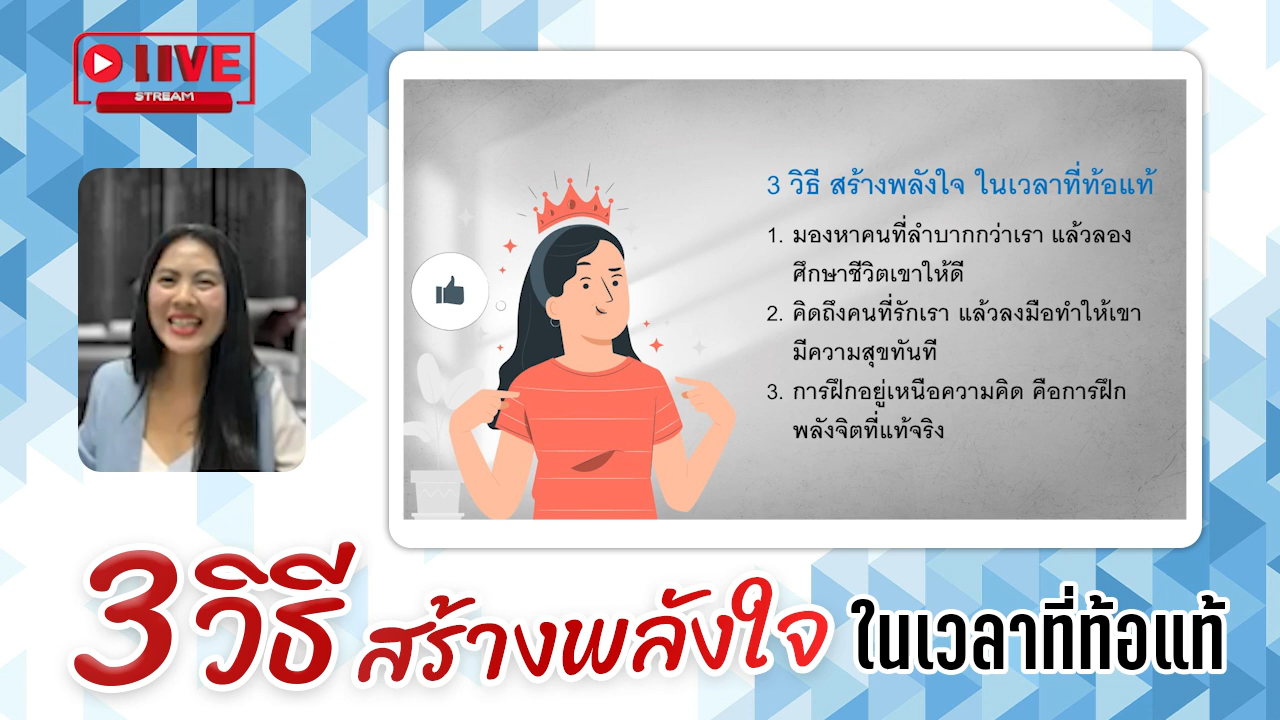 LIVE
STREAM
3 วิธี สร้างพลังใจ ในเวลาที่ท้อแท้
1. มองหาคนที่ลำบากกว่าเรา แล้วลอง
ศึกษาชีวิตเขาให้ดี
2. คิดถึงคนที่รักเรา แล้วลงมือทำให้เขา
มีความสุขทันที
3. การฝึกอยู่เหนือความคิด คือการฝึก
พลังจิตที่แท้จริง
3 วิธี สร้างพลังใจ ในเวลาที่ท้อแท้